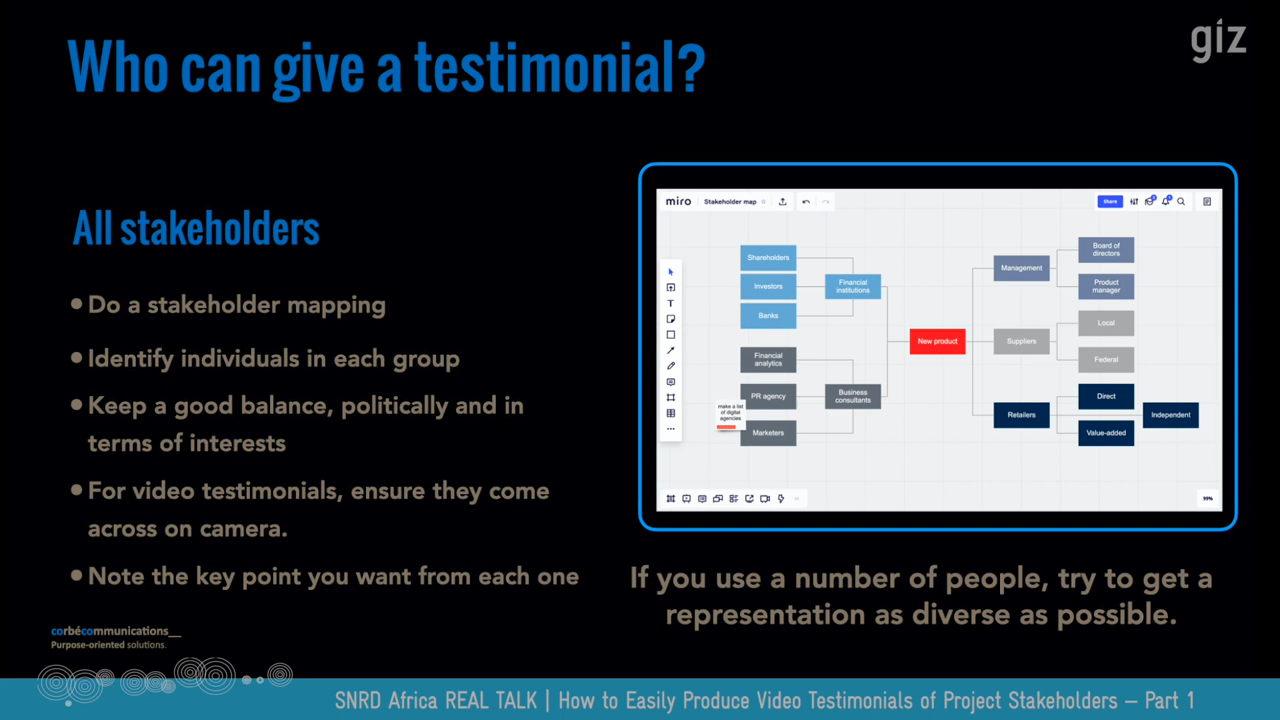 giz
Who can give a testimonial?
All stakeholders
• Do a stakeholder mapping
• Identify individuals in each group
• Keep a good balance, politically and in
terms of interests
• For video testimonials, ensure they come
across on camera.
• Note the key point you want from each one
miro
Stakeholder map
Share
Shareholders
Investors
Banks
Financial
institutions
Financial
analytics
PR agency
Marketers
make a list
of digital
agencies
Business
consultants
New product
Management
Board of
directors
Product
manager
Suppliers
Local
Federal
Retailers
Direct
Value-added
Independent
99%
If you use a number of people, try to get a
representation as diverse as possible.
corbécommunications__
Purpose-oriented solutions.
SNRD Africa REAL TALK | How to Easily Produce Video Testimonials of Project Stakeholders – Part 1